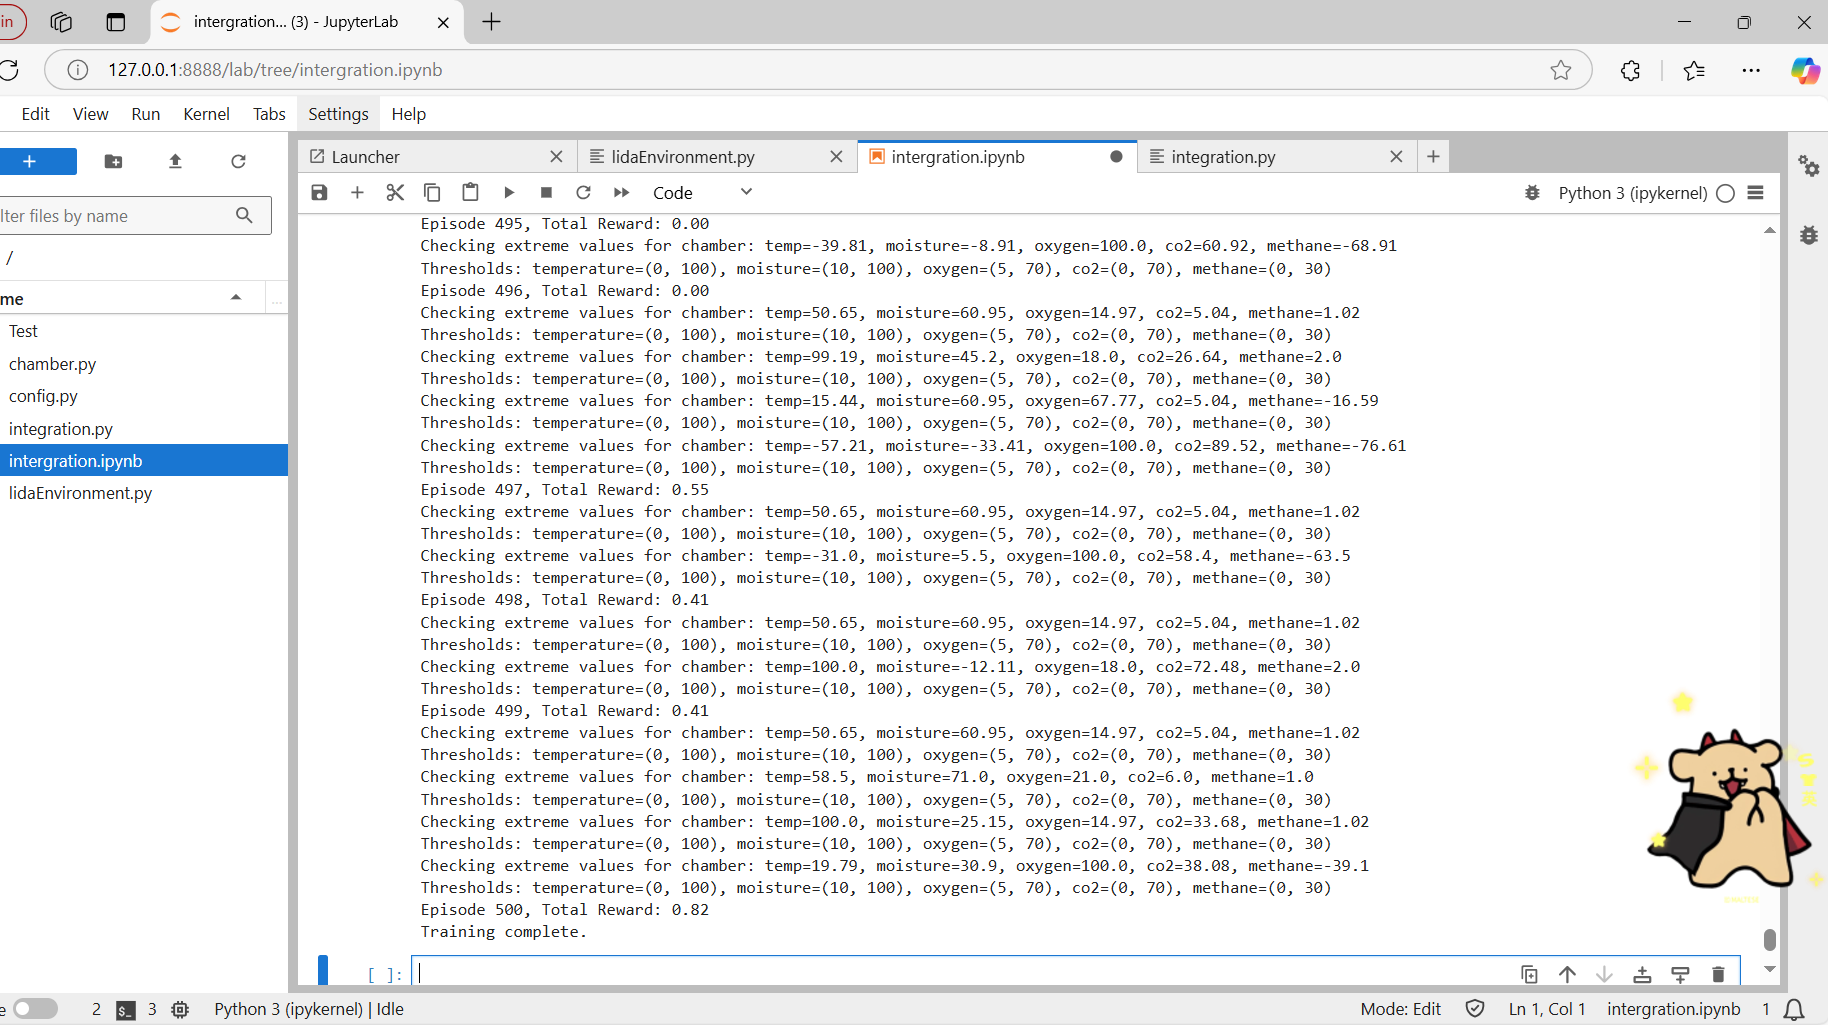 in
intergration... (3) - JupyterLab
127.0.0.1:8888/lab/tree/intergration.ipynb
Edit View Run Kernel Tabs Settings Help
Launcher
lidaEnvironment.py
intergration.ipynb
integration.py
Code
Python 3 (ipykernel)
lter files by name
/
me
...
Test
chamber.py
config.py
integration.py
intergration.ipynb
lidaEnvironment.py
Episode 495, Total Reward: 0.00
Checking extreme values for chamber: temp=-39.81, moisture=-8.91, oxygen=100.0, co2=60.92, methane=-68.91
Thresholds: temperature=(0, 100), moisture=(10, 100), oxygen=(5, 70), co2=(0, 70), methane=(0, 30)
Episode 496, Total Reward: 0.00
Checking extreme values for chamber: temp=50.65, moisture=60.95, oxygen=14.97, co2=5.04, methane=1.02
Thresholds: temperature=(0, 100), moisture=(10, 100), oxygen=(5, 70), co2=(0, 70), methane=(0, 30)
Checking extreme values for chamber: temp=99.19, moisture=45.2, oxygen=18.0, co2=26.64, methane=2.0
Thresholds: temperature=(0, 100), moisture=(10, 100), oxygen=(5, 70), co2=(0, 70), methane=(0, 30)
Checking extreme values for chamber: temp=15.44, moisture=60.95, oxygen=67.77, co2=5.04, methane=-16.59
Thresholds: temperature=(0, 100), moisture=(10, 100), oxygen=(5, 70), co2=(0, 70), methane=(0, 30)
Checking extreme values for chamber: temp=-57.21, moisture=-33.41, oxygen=100.0, co2=89.52, methane=-76.61
Thresholds: temperature=(0, 100), moisture=(10, 100), oxygen=(5, 70), co2=(0, 70), methane=(0, 30)
Episode 497, Total Reward: 0.55
Checking extreme values for chamber: temp=50.65, moisture=60.95, oxygen=14.97, co2=5.04, methane=1.02
Thresholds: temperature=(0, 100), moisture=(10, 100), oxygen=(5, 70), co2=(0, 70), methane=(0, 30)
Checking extreme values for chamber: temp=-31.0, moisture=5.5, oxygen=100.0, co2=58.4, methane=-63.5
Thresholds: temperature=(0, 100), moisture=(10, 100), oxygen=(5, 70), co2=(0, 70), methane=(0, 30)
Episode 498, Total Reward: 0.41
Checking extreme values for chamber: temp=50.65, moisture=60.95, oxygen=14.97, co2=5.04, methane=1.02
Thresholds: temperature=(0, 100), moisture=(10, 100), oxygen=(5, 70), co2=(0, 70), methane=(0, 30)
Checking extreme values for chamber: temp=100.0, moisture=-12.11, oxygen=18.0, co2=72.48, methane=2.0
Thresholds: temperature=(0, 100), moisture=(10, 100), oxygen=(5, 70), co2=(0, 70), methane=(0, 30)
Episode 499, Total Reward: 0.41
Checking extreme values for chamber: temp=50.65, moisture=60.95, oxygen=14.97, co2=5.04, methane=1.02
Thresholds: temperature=(0, 100), moisture=(10, 100), oxygen=(5, 70), co2=(0, 70), methane=(0, 30)
Checking extreme values for chamber: temp=58.5, moisture=71.0, oxygen=21.0, co2=6.0, methane=1.0
Thresholds: temperature=(0, 100), moisture=(10, 100), oxygen=(5, 70), co2=(0, 70), methane=(0, 30)
Checking extreme values for chamber: temp=100.0, moisture=25.15, oxygen=14.97, co2=33.68, methane=1.02
Thresholds: temperature=(0, 100), moisture=(10, 100), oxygen=(5, 70), co2=(0, 70), methane=(0, 30)
Checking extreme values for chamber: temp=19.79, moisture=30.9, oxygen=100.0, co2=38.08, methane=-39.1
Thresholds: temperature=(0, 100), moisture=(10, 100), oxygen=(5, 70), co2=(0, 70), methane=(0, 30)
Episode 500, Total Reward: 0.82
Training complete.
[ ]:
e 2 $_ 3 Python 3 (ipykernel) | Idle
Mode: Edit Ln 1, Col 1 intergration.ipynb 1